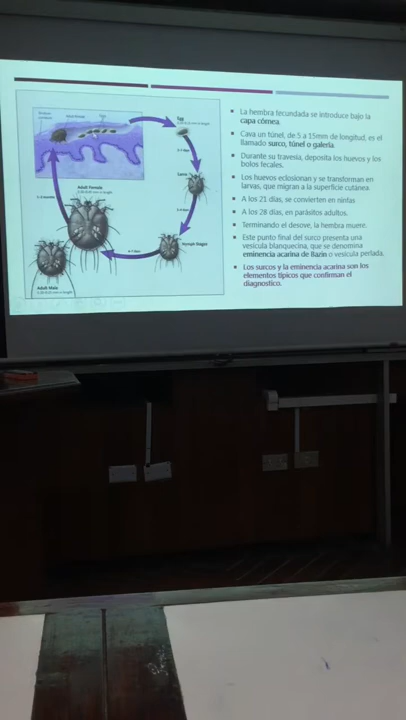 Egg
Larva
Nymph Stages
Adult Female
Adult Male
La hembra fecundada se introduce bajo la
capa córnea.
Cava un túnel, de 5 a 15mm de longitud, es el
llamado surco, túnel o galería.
Durante su travesía, deposita los huevos y los
bolos fecales.
Los huevos eclosionan y se transforman en
larvas, que migran a la superficie cutánea.
A los 21 días, se convierten en ninfas
A los 28 días, en parásitos adultos.
Terminando el desove, la hembra muere.
Este punto final del surco presenta una
vesícula blanquecina, que se denomina
eminencia acarina de Bazin o vesícula perlada.
Los surcos y la eminencia acarina son los
elementos típicos que confirman el
diagnostico.